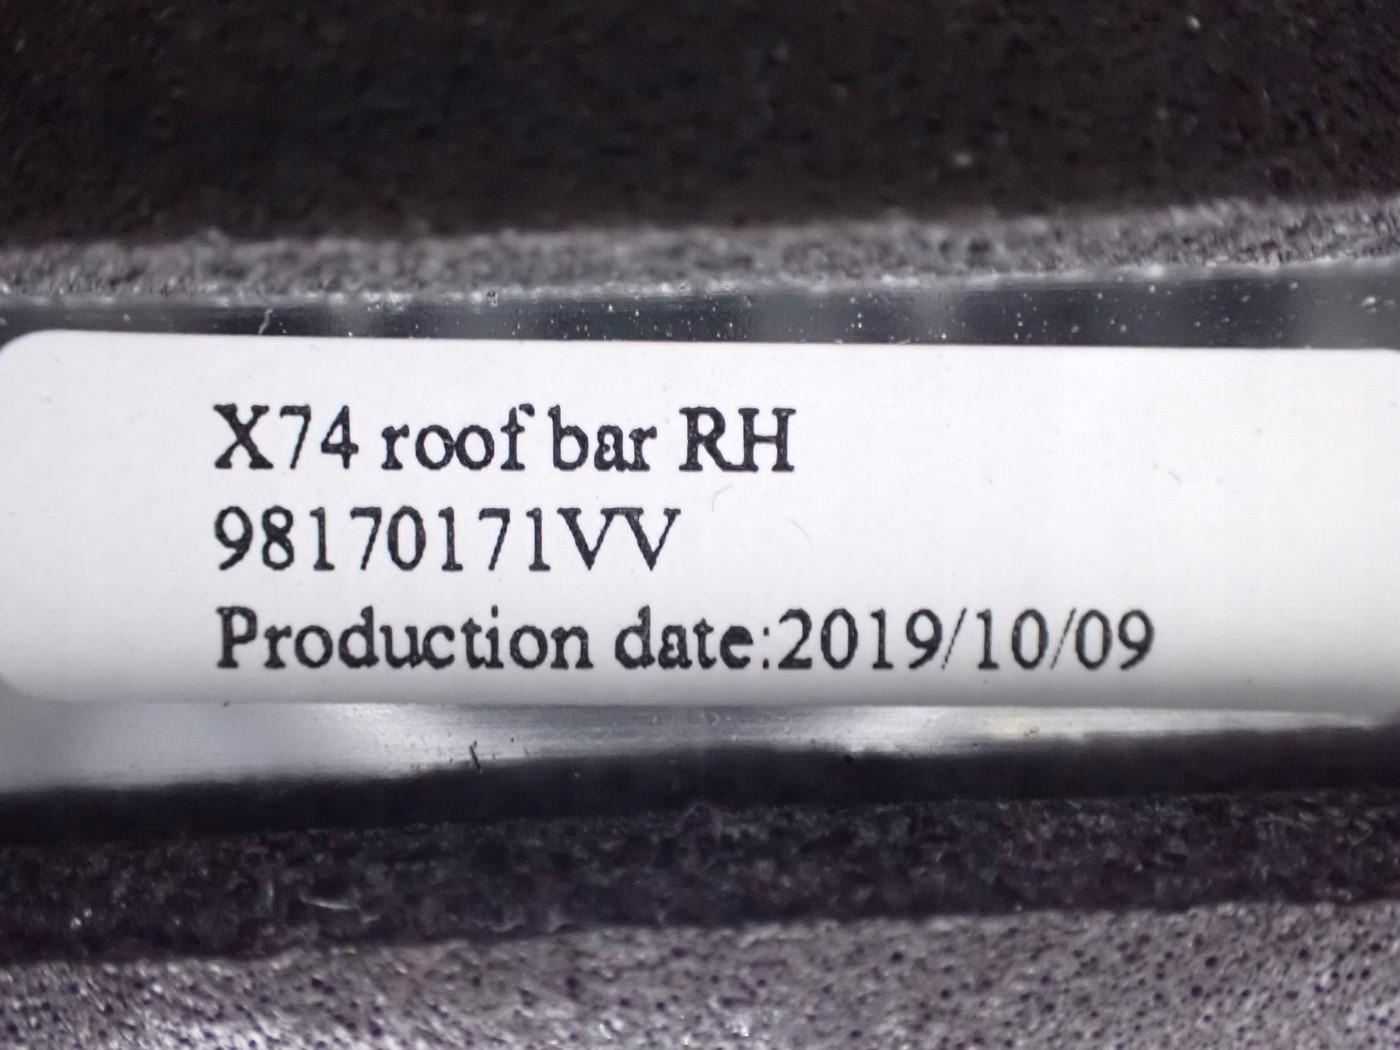 X74 roof bar RH
98170171VV
Production date:2019/10/09